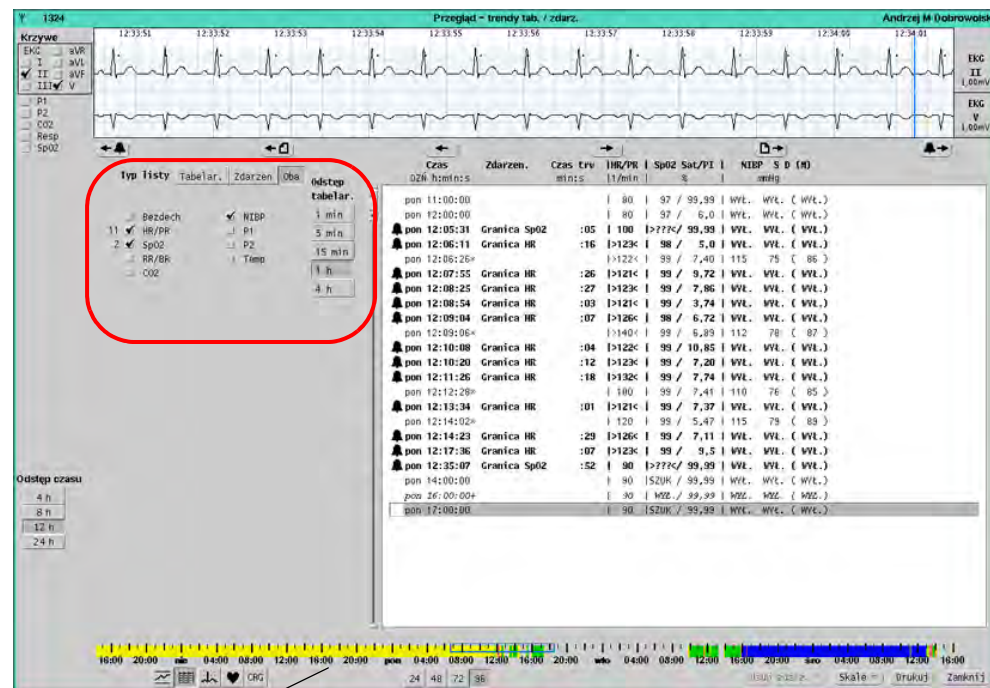 1324 Przegląd - trendy tab. / zdarz. Andrzej M Dobrowolsk
Krzywe
12:33:51 12:33:52 12:33:53 12:33:54 12:33:55 12:33:56 12:33:57 12:33:58 12:33:59 12:34:00 12:34:01
EKG aVR
I aVL
II aVF
III V
P1
P2
CO2
Resp
SpO2
EKG
II
1,00mV
EKG
V
1,00mV
Typ listy Tabelar. Zdarzen Oba
Odstęp
tabelar.
1 min
5 min
15 min
1 h
4 h
Bezdech NIBP
11 HR/PR P1
2 SpO2 P2
RR/BR Temp
CO2
Czas Zdarzen. Czas trw |HR/PR | SpO2 Sat/PI | NIBP S D (M)
DZŃ h:min:s min:s |1/min | % | mmHg
pon 11:00:00 | 80 | 97 / 99,99 | WYŁ. WYŁ. ( WYŁ.)
pon 12:00:00 | 80 | 97 / 6,0 | WYŁ. WYŁ. ( WYŁ.)
pon 12:05:31 Granica SpO2 :05 | 100 |>???</ 99,99 | WYŁ. WYŁ. ( WYŁ.)
pon 12:06:11 Granica HR :16 |>123< | 98 / 5,0 | WYŁ. WYŁ. ( WYŁ.)
pon 12:06:26* |>122< | 99 / 7,40 | 115 75 ( 86 )
pon 12:07:55 Granica HR :26 |>121< | 99 / 9,72 | WYŁ. WYŁ. ( WYŁ.)
pon 12:08:25 Granica HR :27 |>123< | 99 / 7,86 | WYŁ. WYŁ. ( WYŁ.)
pon 12:08:54 Granica HR :03 |>121< | 99 / 3,74 | WYŁ. WYŁ. ( WYŁ.)
pon 12:09:04 Granica HR :07 |>126< | 98 / 6,72 | WYŁ. WYŁ. ( WYŁ.)
pon 12:09:06* |>140< | 99 / 6,89 | 112 78 ( 87 )
pon 12:10:08 Granica HR :04 |>122< | 99 / 10,85 | WYŁ. WYŁ. ( WYŁ.)
pon 12:10:20 Granica HR :12 |>123< | 99 / 7,20 | WYŁ. WYŁ. ( WYŁ.)
pon 12:11:26 Granica HR :18 |>132< | 99 / 7,74 | WYŁ. WYŁ. ( WYŁ.)
pon 12:12:28* | 100 | 99 / 7,41 | 110 76 ( 85 )
pon 12:13:34 Granica HR :01 |>121< | 99 / 7,37 | WYŁ. WYŁ. ( WYŁ.)
pon 12:14:02* | 120 | 99 / 5,47 | 115 79 ( 89 )
pon 12:14:23 Granica HR :29 |>126< | 99 / 7,11 | WYŁ. WYŁ. ( WYŁ.)
pon 12:17:36 Granica HR :07 |>123< | 99 / 9,5 | WYŁ. WYŁ. ( WYŁ.)
pon 12:35:07 Granica SpO2 :52 | 90 |>???</ 99,99 | WYŁ. WYŁ. ( WYŁ.)
pon 14:00:00 | 90 |SZUK / 99,99 | WYŁ. WYŁ. ( WYŁ.)
pon 16:00:00+ | 90 | WYŁ./ 99,99 | WYŁ. WYŁ. ( WYŁ.)
pon 17:00:00 | 90 |SZUK / 99,99 | WYŁ. WYŁ. ( WYŁ.)
Odstęp czasu
4 h
8 h
12 h
24 h
16:00 20:00 nie 04:00 08:00 12:00 16:00 20:00 pon 04:00 08:00 12:00 16:00 20:00 wto 04:00 08:00 12:00 16:00 20:00 śro 04:00 08:00 12:00 16:00
CRG 24 48 72 96 Skale Drukuj Zamknij